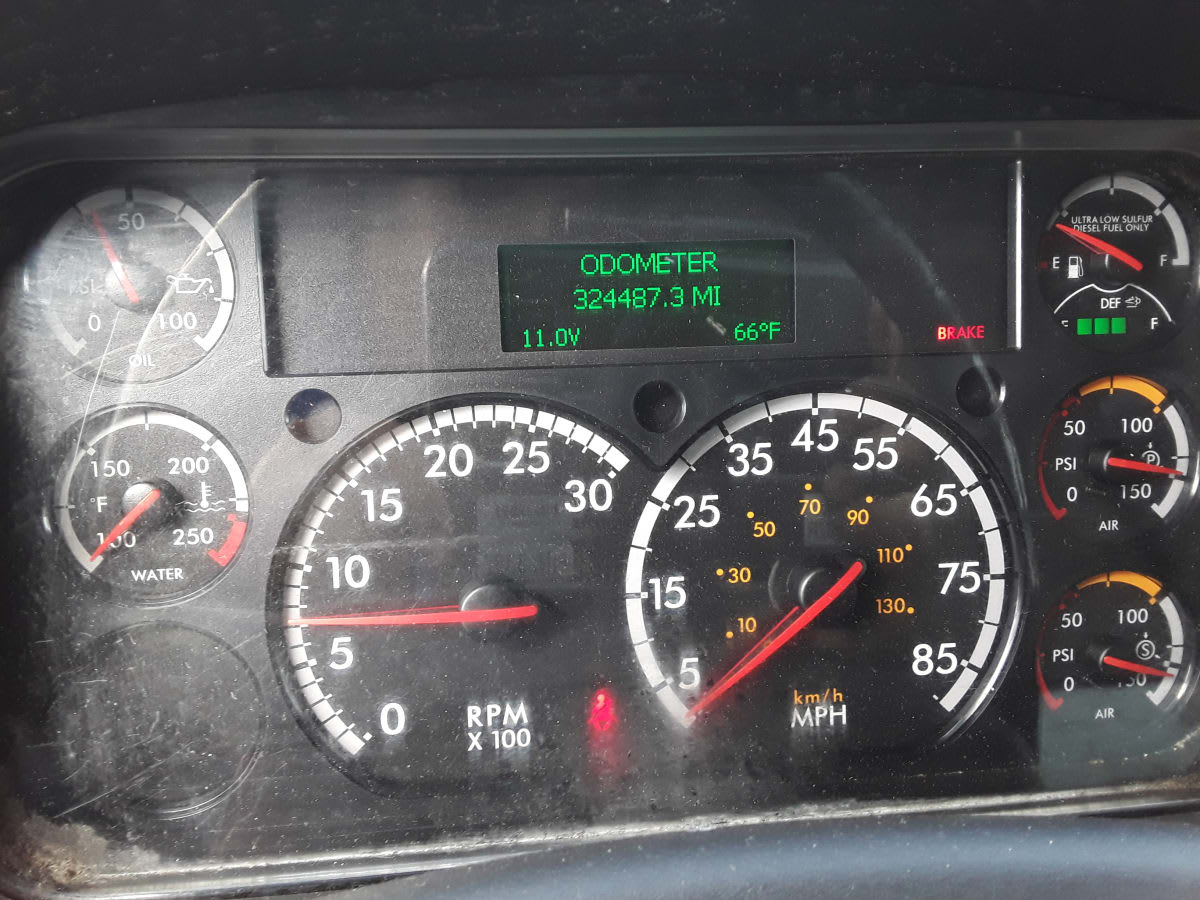 50
PSI
0
100
OIL
ODOMETER
324487.3 MI
11.0V
66°F
BRAKE
ULTRA LOW SULFUR
DIESEL FUEL ONLY
E
F
DEF
F
150
200
°F
100
250
WATER
0
5
10
15
20
25
30
RPM
X 100
5
15
25
35
45
55
65
75
85
10
30
50
70
90
110
130
km/h
MPH
50
100
PSI
P
0
150
AIR
50
100
PSI
S
0
150
AIR